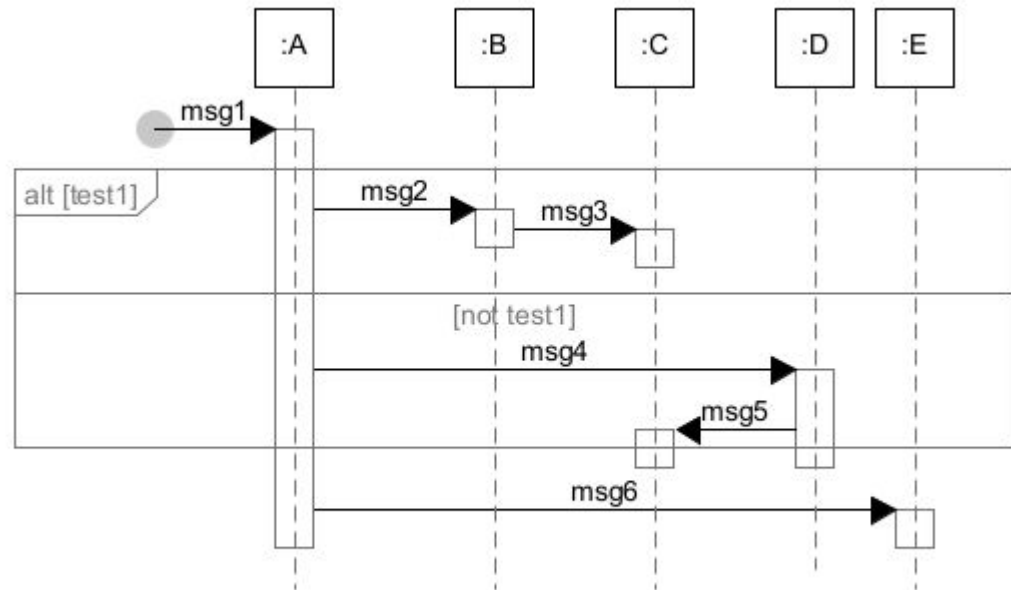 :A
:B
:C
:D
:E
msg1
alt [test1]
msg2
msg3
[not test1]
msg4
msg5
msg6